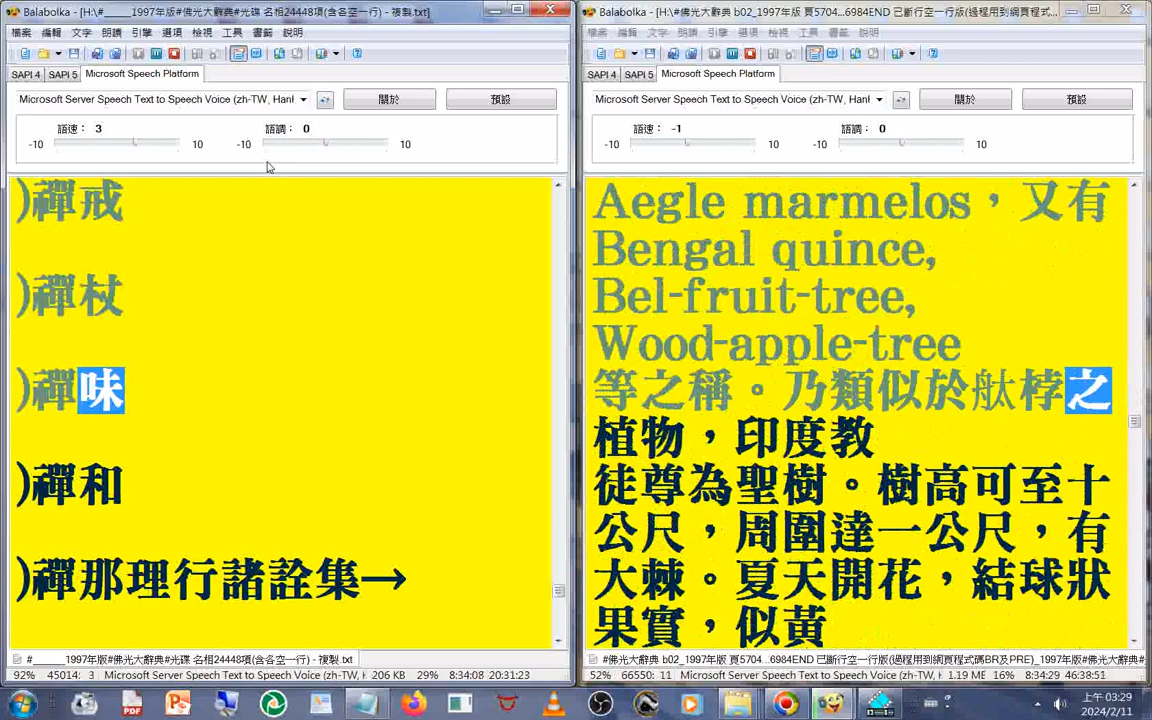 Balabolka - [H:\#_____1997年版#佛光大辭典#光碟 名相24448項(含各空一行) - 複製.txt]
檔案 編輯 文字 朗讀 引擎 選項 檢視 工具 書籤 說明
SAPI 4 SAPI 5 Microsoft Speech Platform
Microsoft Server Speech Text to Speech Voice (zh-TW, HanH 關於 預設
語速： 3 語調： 0
-10 10 -10 10
)禪戒
)禪杖
)禪味
)禪和
)禪那理行諸詮集→
#______1997年版#佛光大辭典#光碟 名相24448項(含各空一行) - 複製.txt
92% 45014: 3 Microsoft Server Speech Text to Speech Voice (zh-TW, H 206 KB 29% 8:34:08 20:31:23
Balabolka - [H:\#佛光大辭典 b02_1997年版 頁5704...6984END 已斷行空一行版(過程用到網頁程式...
檔案 編輯 文字 朗讀 引擎 選項 檢視 工具 書籤 說明
SAPI 4 SAPI 5 Microsoft Speech Platform
Microsoft Server Speech Text to Speech Voice (zh-TW, HanH 關於 預設
語速： -1 語調： 0
-10 10 -10 10
Aegle marmelos，又有
Bengal quince,
Bel-fruit-tree,
Wood-apple-tree
等之稱。乃類似於舦桲之
植物，印度教
徒尊為聖樹。樹高可至十
公尺，周圍達一公尺，有
大棘。夏天開花，結球狀
果實，似黃
#佛光大辭典 b02_1997年版 頁5704...6984END 已斷行空一行版(過程用到網頁程式碼BR及PRE)_1997年版#
52% 66550: 11 Microsoft Server Speech Text to Speech Voice (zh-TW, 1.19 MB 16% 8:34:29 46:38:51
上午 03:29
2024/2/11